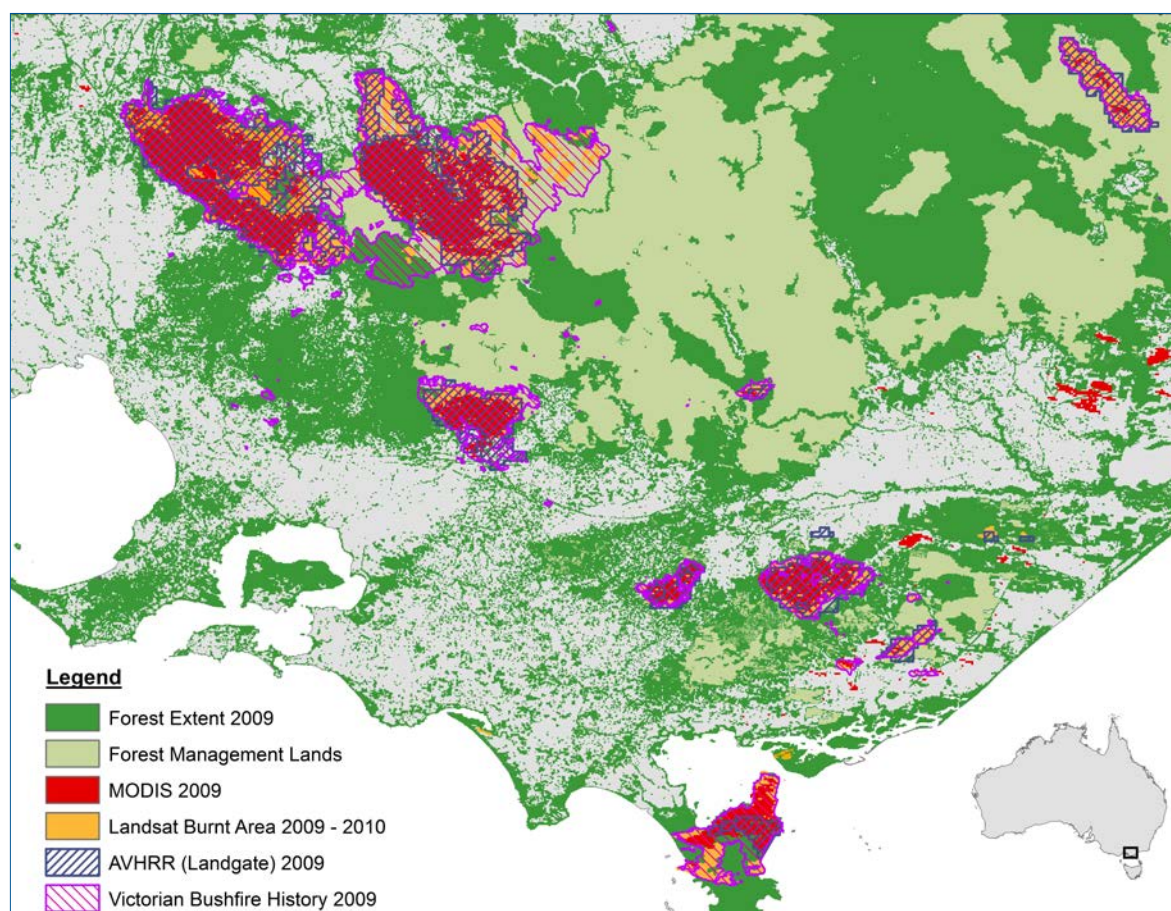 Legend
Forest Extent 2009
Forest Management Lands
MODIS 2009
Landsat Burnt Area 2009 - 2010
AVHRR (Landgate) 2009
Victorian Bushfire History 2009